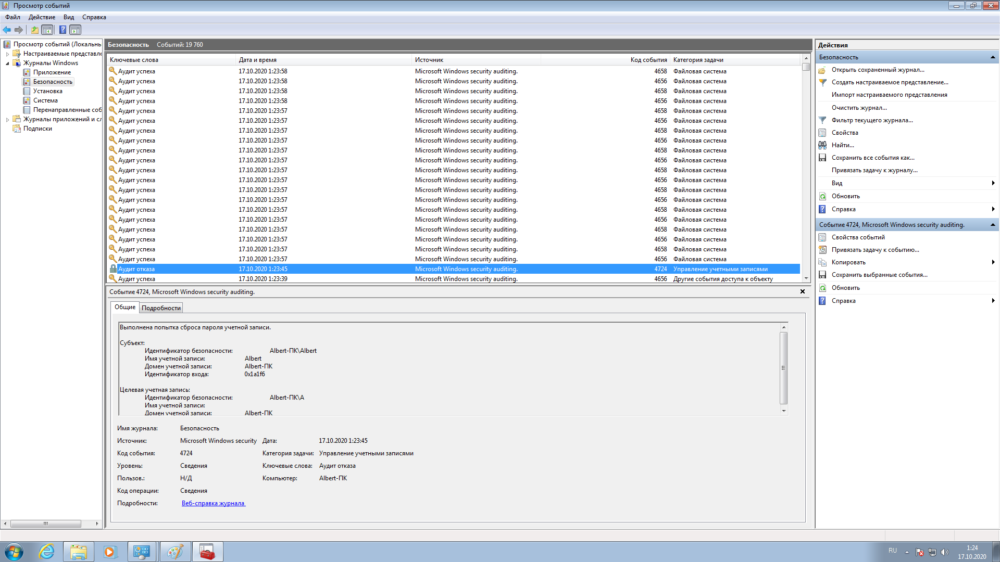 Просмотр событий
Файл Действие Вид Справка
Просмотр событий (Локальнь
Настраиваемые представле
Журналы Windows
Приложение
Безопасность
Установка
Система
Перенаправленные соб
Журналы приложений и сл
Подписки
Безопасность Событий: 19 760
Ключевые слова Дата и время Источник Код события Категория задачи
Аудит успеха 17.10.2020 1:23:58 Microsoft Windows security auditing. 4658 Файловая система
Аудит успеха 17.10.2020 1:23:58 Microsoft Windows security auditing. 4656 Файловая система
Аудит успеха 17.10.2020 1:23:58 Microsoft Windows security auditing. 4658 Файловая система
Аудит успеха 17.10.2020 1:23:58 Microsoft Windows security auditing. 4656 Файловая система
Аудит успеха 17.10.2020 1:23:57 Microsoft Windows security auditing. 4658 Файловая система
Аудит успеха 17.10.2020 1:23:57 Microsoft Windows security auditing. 4656 Файловая система
Аудит успеха 17.10.2020 1:23:57 Microsoft Windows security auditing. 4658 Файловая система
Аудит успеха 17.10.2020 1:23:57 Microsoft Windows security auditing. 4656 Файловая система
Аудит успеха 17.10.2020 1:23:57 Microsoft Windows security auditing. 4658 Файловая система
Аудит успеха 17.10.2020 1:23:57 Microsoft Windows security auditing. 4656 Файловая система
Аудит успеха 17.10.2020 1:23:57 Microsoft Windows security auditing. 4658 Файловая система
Аудит успеха 17.10.2020 1:23:57 Microsoft Windows security auditing. 4656 Файловая система
Аудит успеха 17.10.2020 1:23:57 Microsoft Windows security auditing. 4658 Файловая система
Аудит успеха 17.10.2020 1:23:57 Microsoft Windows security auditing. 4656 Файловая система
Аудит успеха 17.10.2020 1:23:57 Microsoft Windows security auditing. 4658 Файловая система
Аудит успеха 17.10.2020 1:23:57 Microsoft Windows security auditing. 4656 Файловая система
Аудит успеха 17.10.2020 1:23:57 Microsoft Windows security auditing. 4658 Файловая система
Аудит успеха 17.10.2020 1:23:57 Microsoft Windows security auditing. 4656 Файловая система
Аудит успеха 17.10.2020 1:23:57 Microsoft Windows security auditing. 4658 Файловая система
Аудит успеха 17.10.2020 1:23:57 Microsoft Windows security auditing. 4656 Файловая система
Аудит отказа 17.10.2020 1:23:45 Microsoft Windows security auditing. 4724 Управление учетными записями
Аудит успеха 17.10.2020 1:23:39 Microsoft Windows security auditing. 4656 Другие события доступа к объекту
Событие 4724, Microsoft Windows security auditing.
Общие Подробности
Выполнена попытка сброса пароля учетной записи.
Субъект:
Идентификатор безопасности: Albert-ПК\Albert
Имя учетной записи: Albert
Домен учетной записи: Albert-ПК
Идентификатор входа: 0x1a1f6
Целевая учетная запись:
Идентификатор безопасности: Albert-ПК\A
Имя учетной записи:
Домен учетной записи: Albert-ПК
Имя журнала: Безопасность
Источник: Microsoft Windows security Дата: 17.10.2020 1:23:45
Код события: 4724 Категория задачи: Управление учетными записями
Уровень: Сведения Ключевые слова: Аудит отказа
Пользов.: Н/Д Компьютер: Albert-ПК
Код операции: Сведения
Подробности: Веб-справка журнала
Действия
Безопасность
Открыть сохраненный журнал...
Создать настраиваемое представление...
Импорт настраиваемого представления
Очистить журнал...
Фильтр текущего журнала...
Свойства
Найти...
Сохранить все события как...
Привязать задачу к журналу...
Вид
Обновить
Справка
Событие 4724, Microsoft Windows security auditing.
Свойства событий
Привязать задачу к событию...
Копировать
Сохранить выбранные события...
Обновить
Справка
RU
1:24
17.10.2020